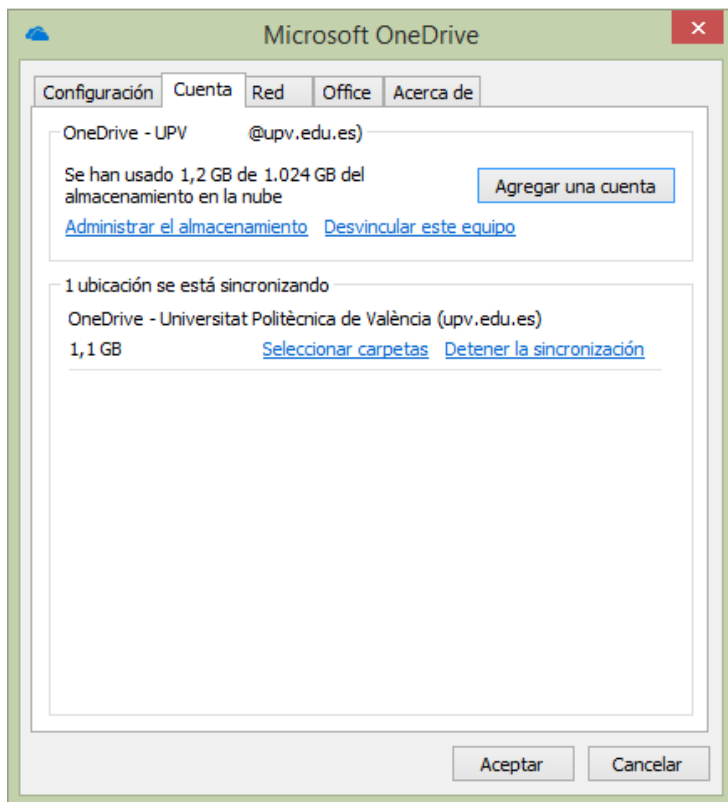 Microsoft OneDrive
Configuración Cuenta Red Office Acerca de
OneDrive - UPV @upv.edu.es)
Se han usado 1,2 GB de 1.024 GB del
almacenamiento en la nube
Agregar una cuenta
Administrar el almacenamiento Desvincular este equipo
1 ubicación se está sincronizando
OneDrive - Universitat Politècnica de València (upv.edu.es)
1,1 GB Seleccionar carpetas Detener la sincronización
Aceptar Cancelar